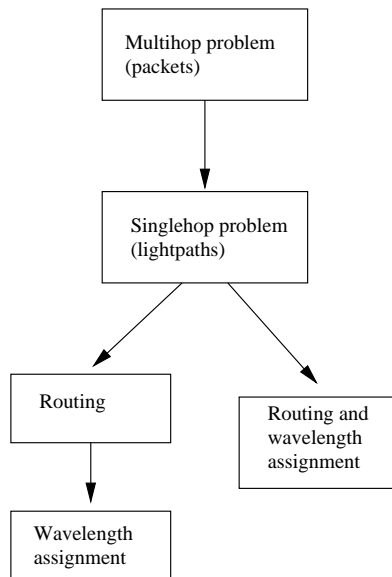 Multihop problem
(packets)
Singlehop problem
(lightpaths)
Routing
Routing and
wavelength
assignment
Wavelength
assignment